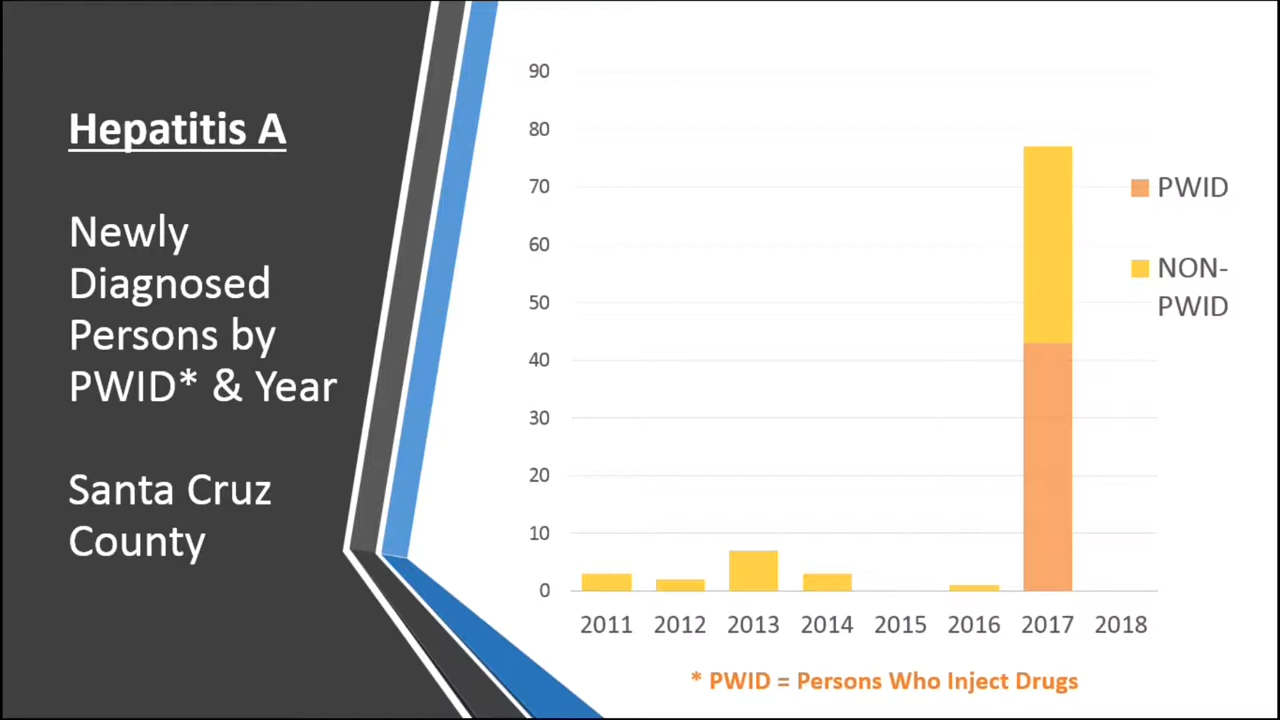 Hepatitis A
Newly
Diagnosed
Persons by
PWID* & Year
Santa Cruz
County
90
80
70
60
50
40
30
20
10
0
2011 2012 2013 2014 2015 2016 2017 2018
PWID
NON-
PWID
* PWID = Persons Who Inject Drugs